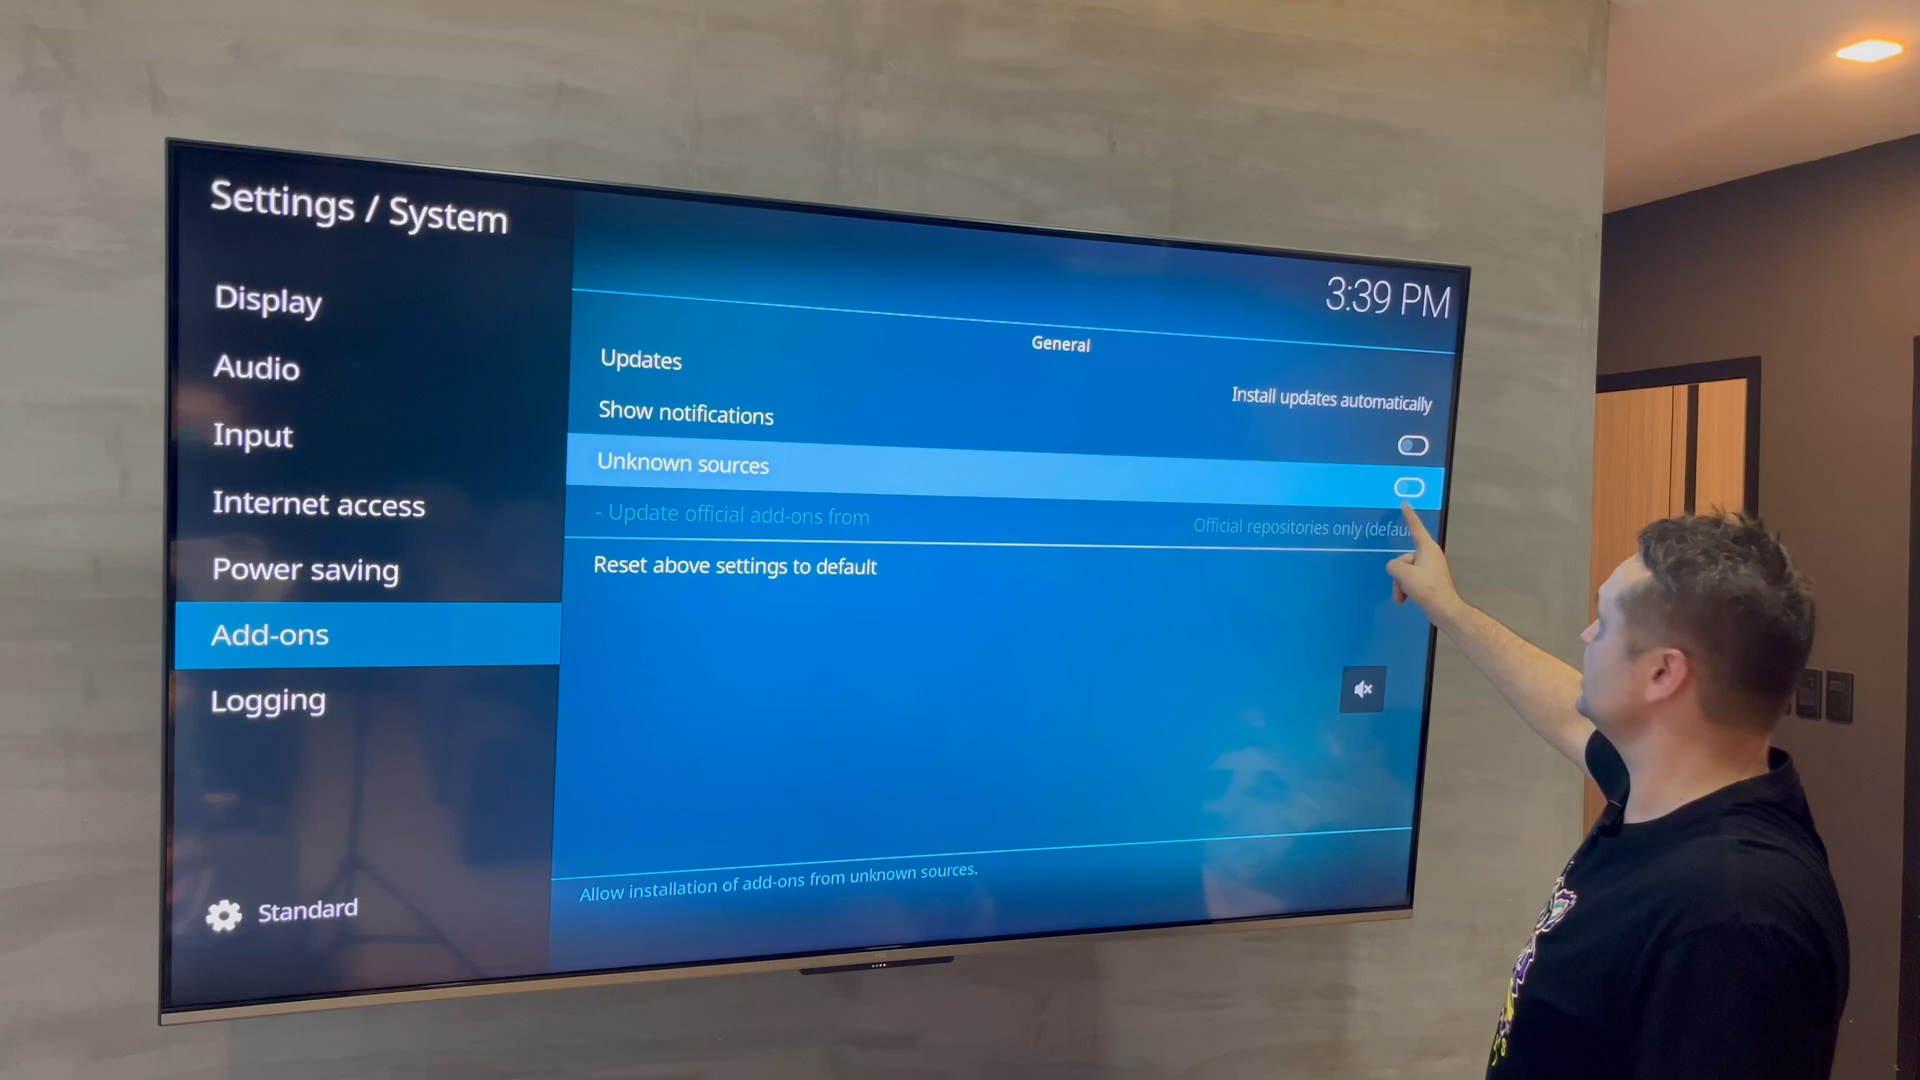 Settings / System
3:39 PM
Display
Audio
Input
Internet access
Power saving
Add-ons
Logging
Standard
General
Updates
Install updates automatically
Show notifications
Unknown sources
- Update official add-ons from
Official repositories only (defau
Reset above settings to default
Allow installation of add-ons from unknown sources.